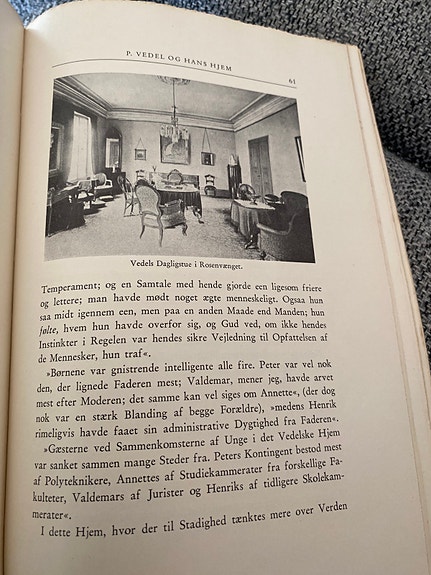 P. VEDEL OG HANS HJEM
61
Vedels Dagligstue i Rosenvænget.
Temperament; og en Samtale med hende gjorde en ligesom friere
og lettere; man havde mødt noget ægte menneskeligt. Ogsaa hun
saa midt igennem een, men paa en anden Maade end Manden; hun
følte, hvem hun havde overfor sig, og Gud ved, om ikke hendes
Instinkter i Regelen var hendes sikre Vejledning til Opfattelsen af
de Mennesker, hun traf«.
»Børnene var gnistrende intelligente alle fire. Peter var vel nok
den, der lignede Faderen mest; Valdemar, mener jeg, havde arvet
mest efter Moderen; det samme kan vel siges om Annette«, (der dog
nok var en stærk Blanding af begge Forældre), »medens Henrik
rimeligvis havde faaet sin administrative Dygtighed fra Faderen«.
»Gæsterne ved Sammenkomsterne af Unge i det Vedelske Hjem
var sanket sammen mange Steder fra. Peters Kontingent bestod mest
af Polyteknikere, Annettes af Studiekammerater fra forskellige Fa-
kulteter, Valdemars af Jurister og Henriks af tidligere Skolekam-
merater«.
I dette Hjem, hvor der til Stadighed tænktes mere over Verden